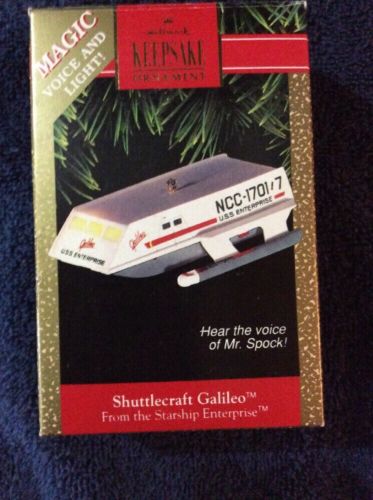 MAGIC
VOICE AND
LIGHT!
Hallmark
KEEPSAKE
ORNAMENT
NCC-1701/7
U.S.S. ENTERPRISE
Galileo
Galileo
U.S.S. ENTERPRISE
Hear the voice
of Mr. Spock!
Shuttlecraft Galileo™
From the Starship Enterprise™